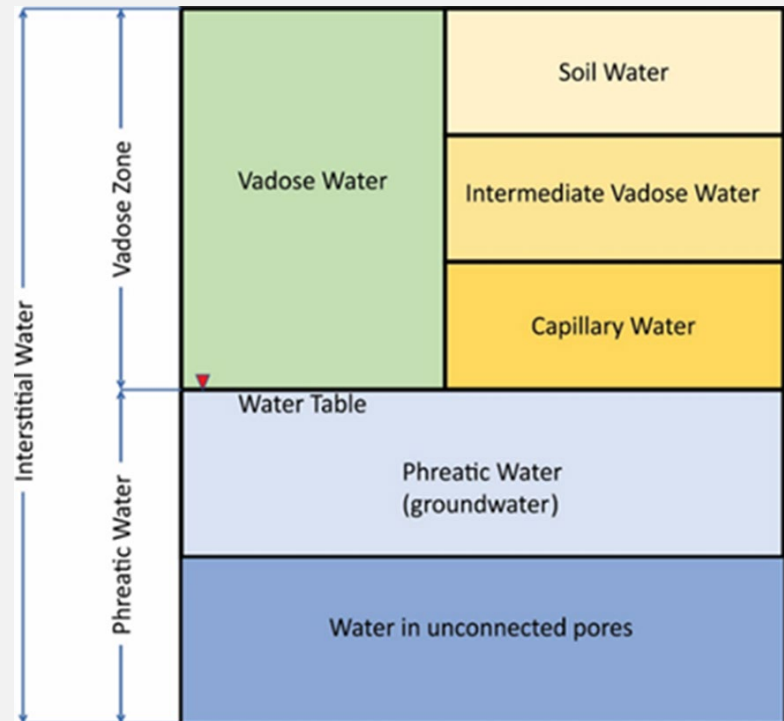 Interstitial Water
Vadose Zone
Phreatic Water
Vadose Water
Soil Water
Intermediate Vadose Water
Capillary Water
Water Table
Phreatic Water
(groundwater)
Water in unconnected pores